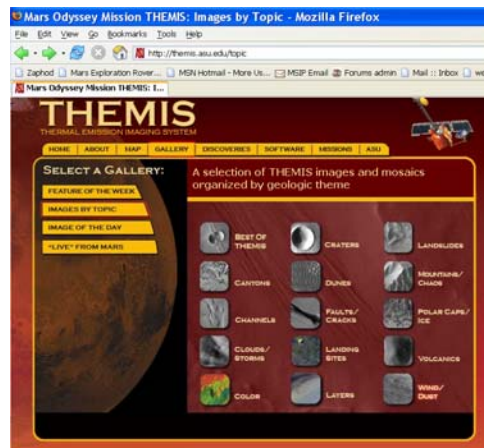 Mars Odyssey Mission THEMIS: Images by Topic - Mozilla Firefox
File Edit View Go Bookmarks Tools Help
http://themis.asu.edu/topic
Zaphod Mars Exploration Rover... MSN Hotmail - More Us... MSIP Email Forums admin Mail :: Inbox
Mars Odyssey Mission THEMIS: I...
THEMIS
THERMAL EMISSION IMAGING SYSTEM
HOME ABOUT MAP GALLERY DISCOVERIES SOFTWARE MISSIONS ASU
SELECT A GALLERY:
FEATURE OF THE WEEK
IMAGES BY TOPIC
IMAGE OF THE DAY
"LIVE" FROM MARS
A selection of THEMIS images and mosaics
organized by geologic theme
BEST OF
THEMIS
CRATERS
LANDSLIDES
CANYONS
DUNES
MOUNTAINS/
CHAOS
CHANNELS
FAULTS/
CRACKS
POLAR CAPS/
ICE
CLOUDS/
STORMS
LANDING
SITES
VOLCANICS
COLOR
LAYERS
WIND/
DUST